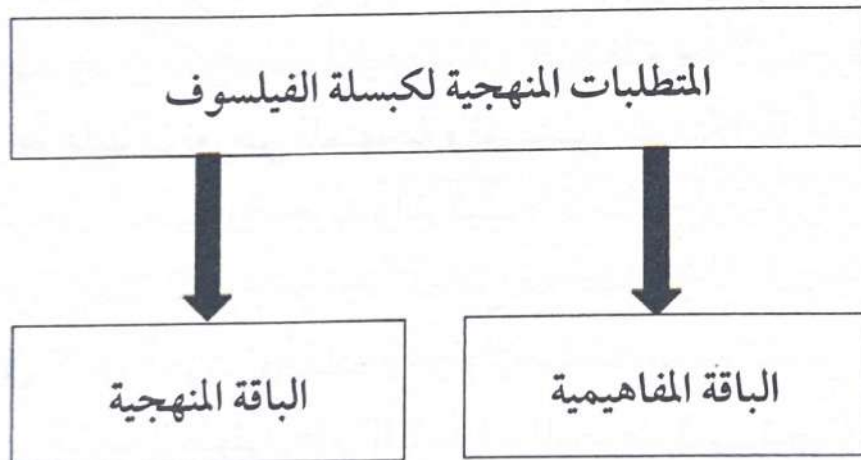 المتطلبات المنهجية لكبسلة الفيلسوف
الباقة المفاهيمية
الباقة المنهجية